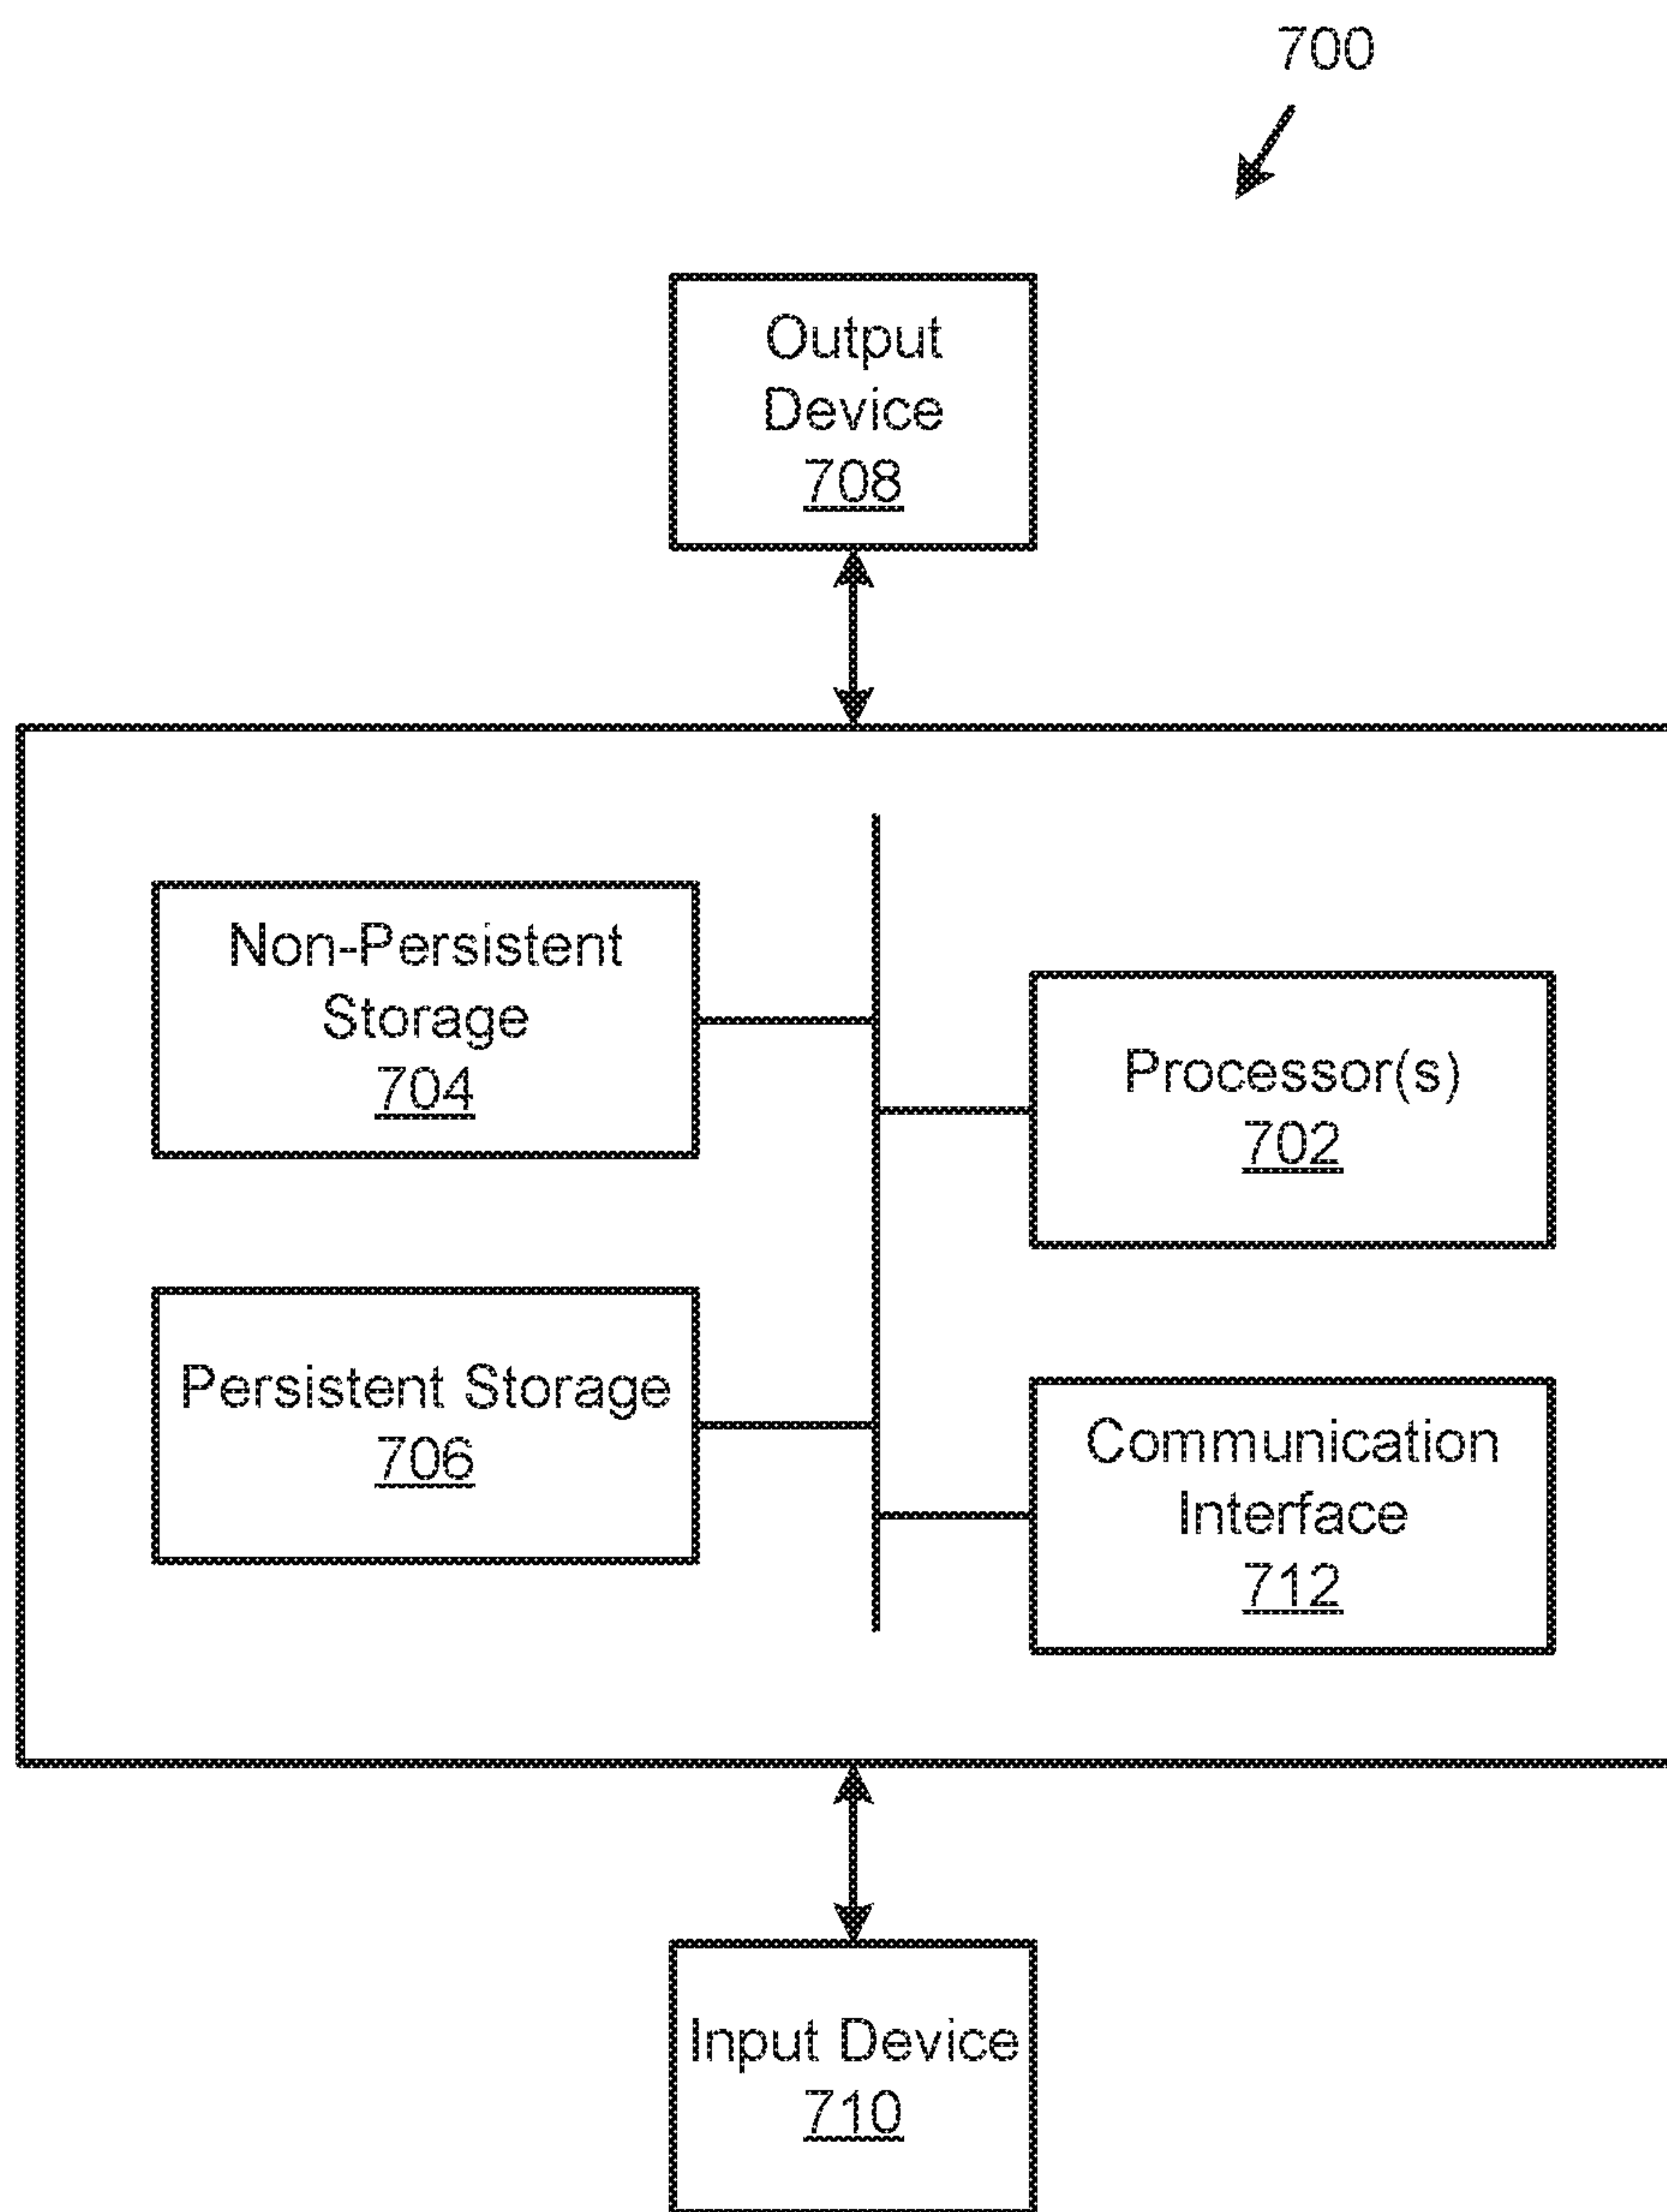 700
Output
Device
708
Non-Persistent
Storage
704
Processor(s)
702
Persistent Storage
706
Communication
Interface
712
Input Device
710